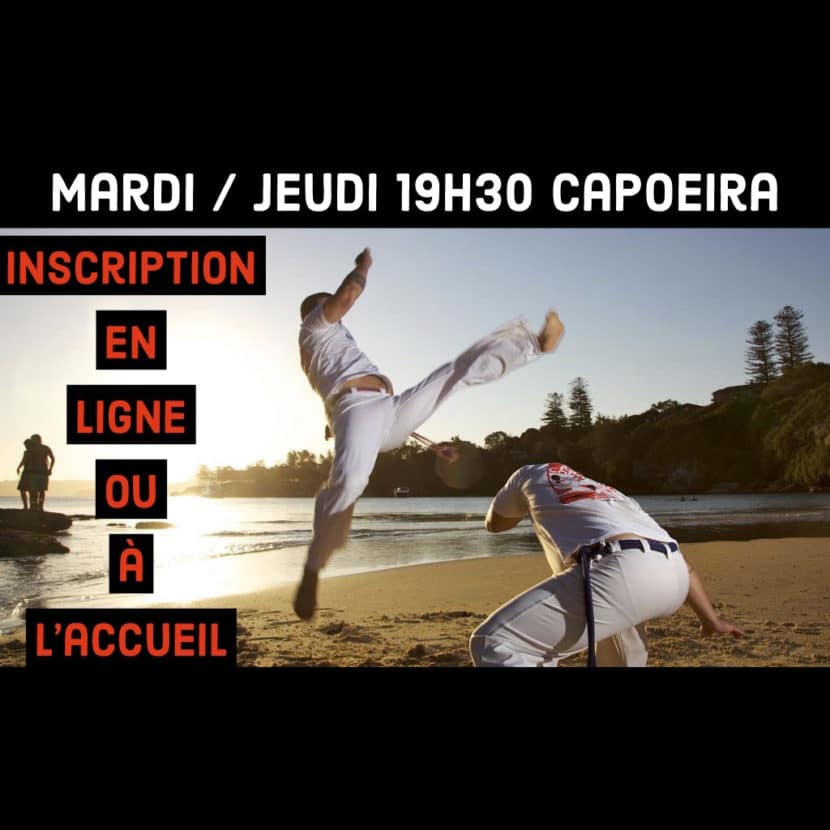 MARDI / JEUDI 19H30 CAPOEIRA
INSCRIPTION
EN
LIGNE
OU
À
L'ACCUEIL